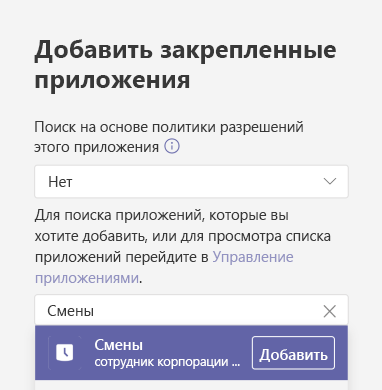 Добавить закрепленные
приложения
Поиск на основе политики разрешений
этого приложения
Нет
Для поиска приложений, которые вы
хотите добавить, или для просмотра списка
приложений перейдите в Управление
приложениями.
Смены
Смены
сотрудник корпорации ...
Добавить